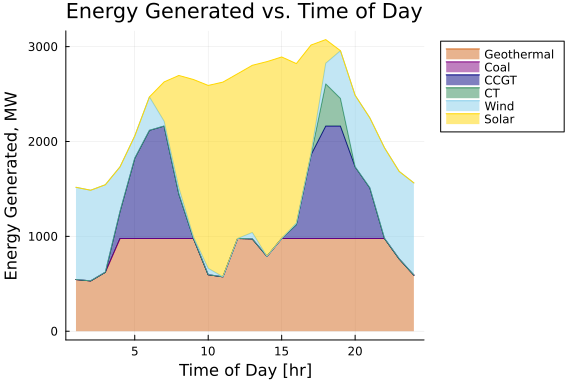 Energy Generated vs. Time of Day
Energy Generated, MW
3000
2000
1000
0
5
10
15
20
Time of Day [hr]
Geothermal
Coal
CCGT
CT
Wind
Solar